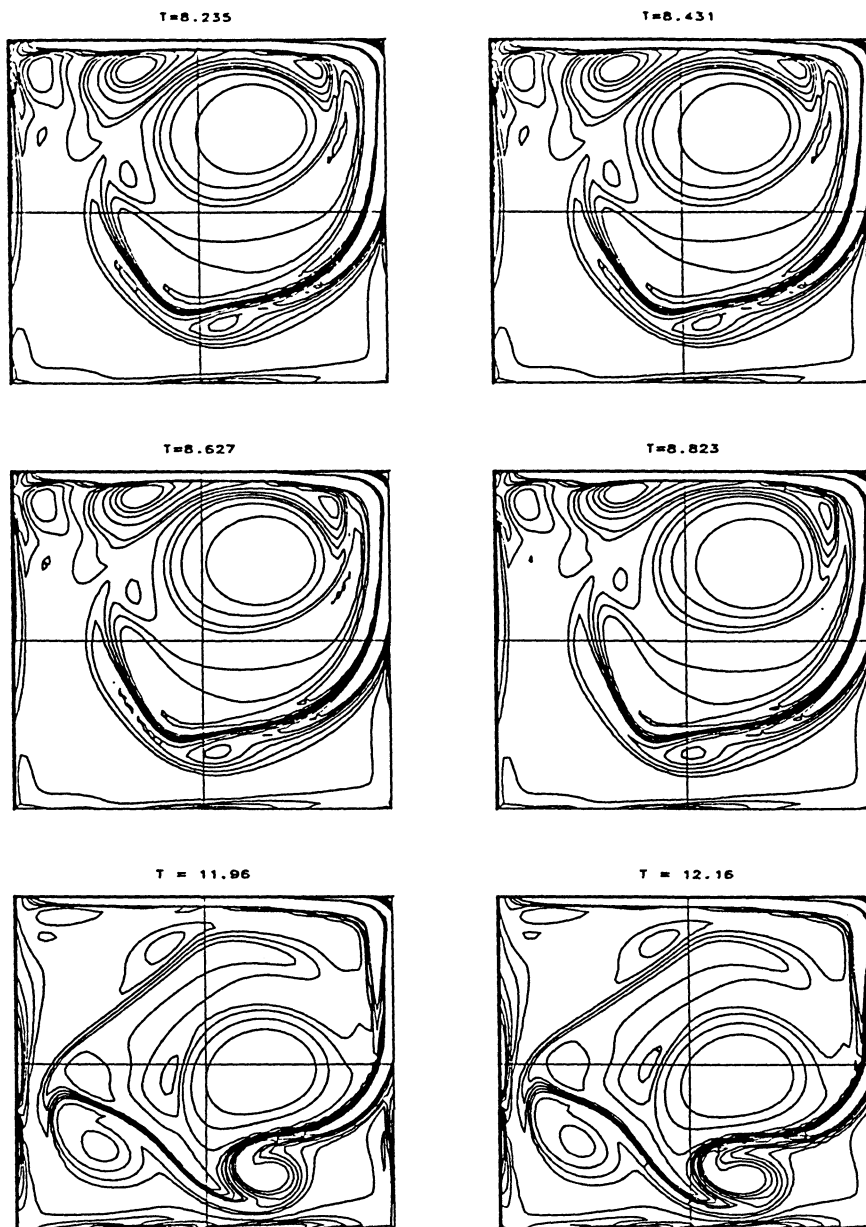 T=8.235
T=8.431
T=8.627
T=8.823
T = 11.96
T = 12.16